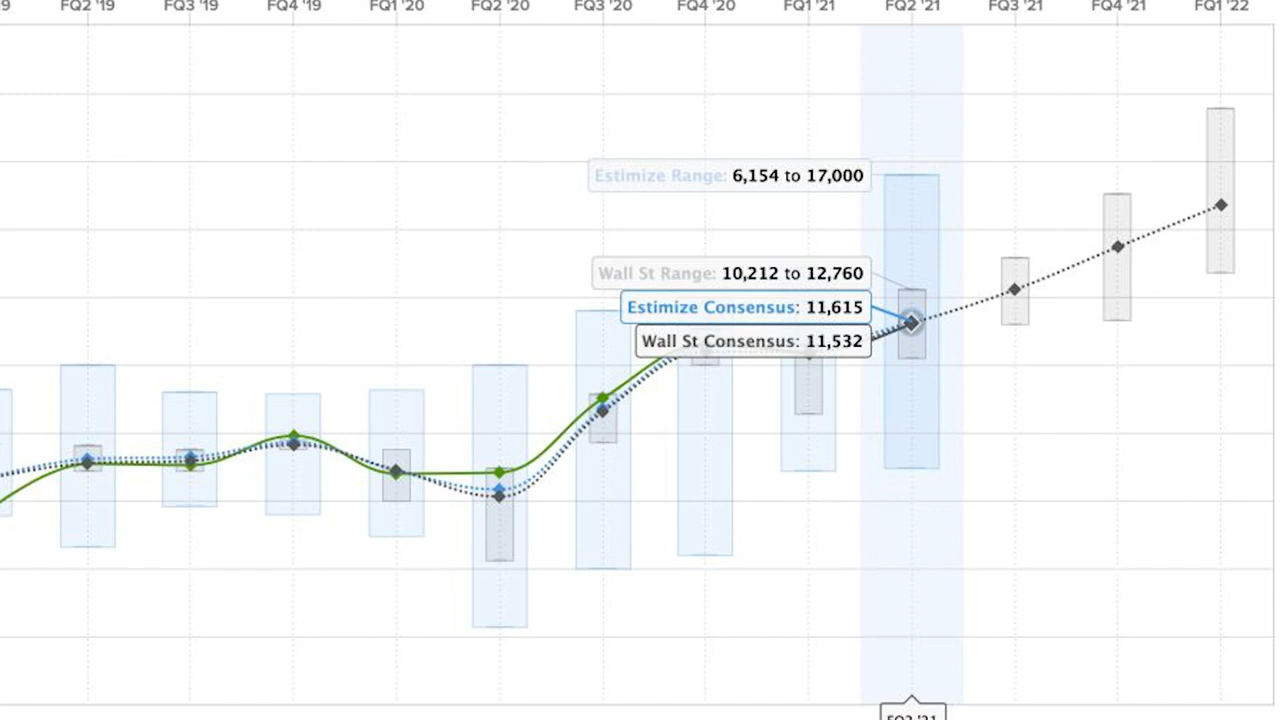 FQ2 '19 FQ3 '19 FQ4 '19 FQ1 '20 FQ2 '20 FQ3 '20 FQ4 '20 FQ1 '21 FQ2 '21 FQ3 '21 FQ4 '21 FQ1 '22
Estimize Range: 6,154 to 17,000
Wall St Range: 10,212 to 12,760
Estimize Consensus: 11,615
Wall St Consensus: 11,532